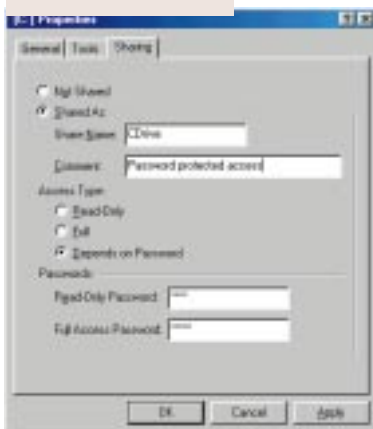 (C:) Properties
General Tools Sharing
Not Shared
Shared As:
Share Name: CDrive
Comment: Password protected access
Access Type:
Read-Only
Full
Depends on Password
Passwords:
Read-Only Password: ****
Full Access Password: *****
OK Cancel Apply